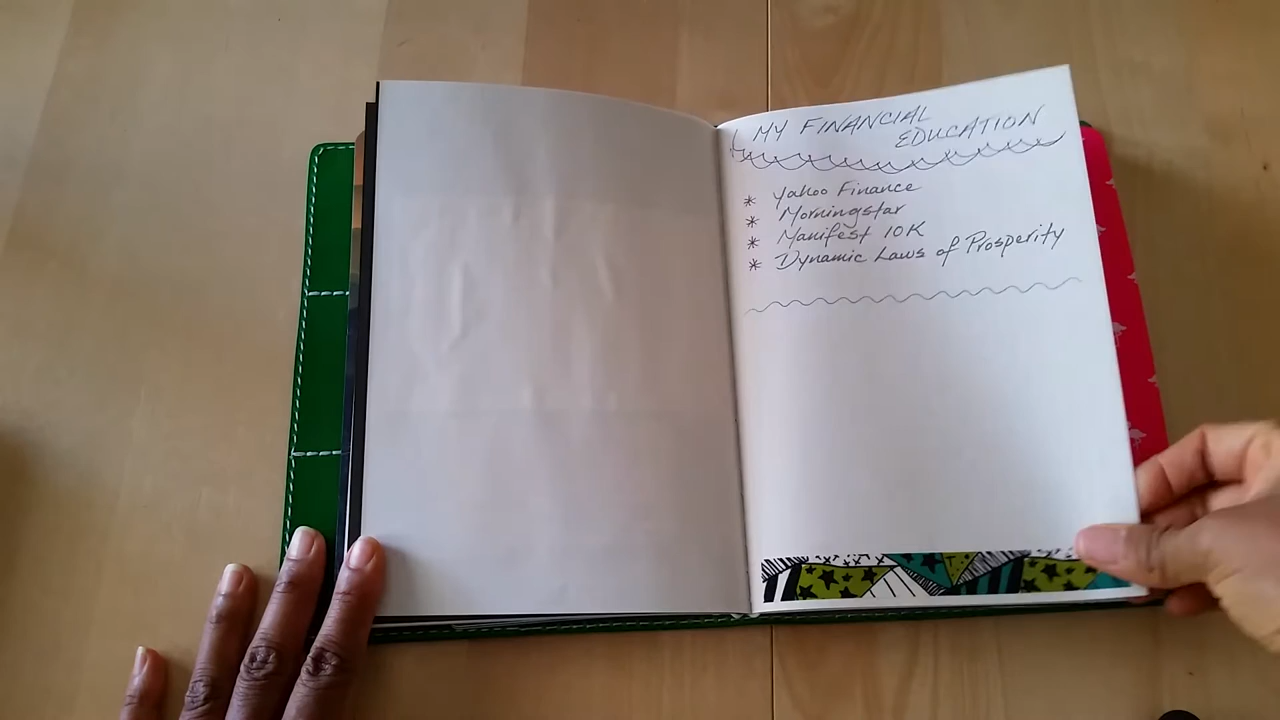 MY FINANCIAL
EDUCATION
* Yahoo Finance
* Morningstar
* Manifest 10K
* Dynamic Laws of Prosperity